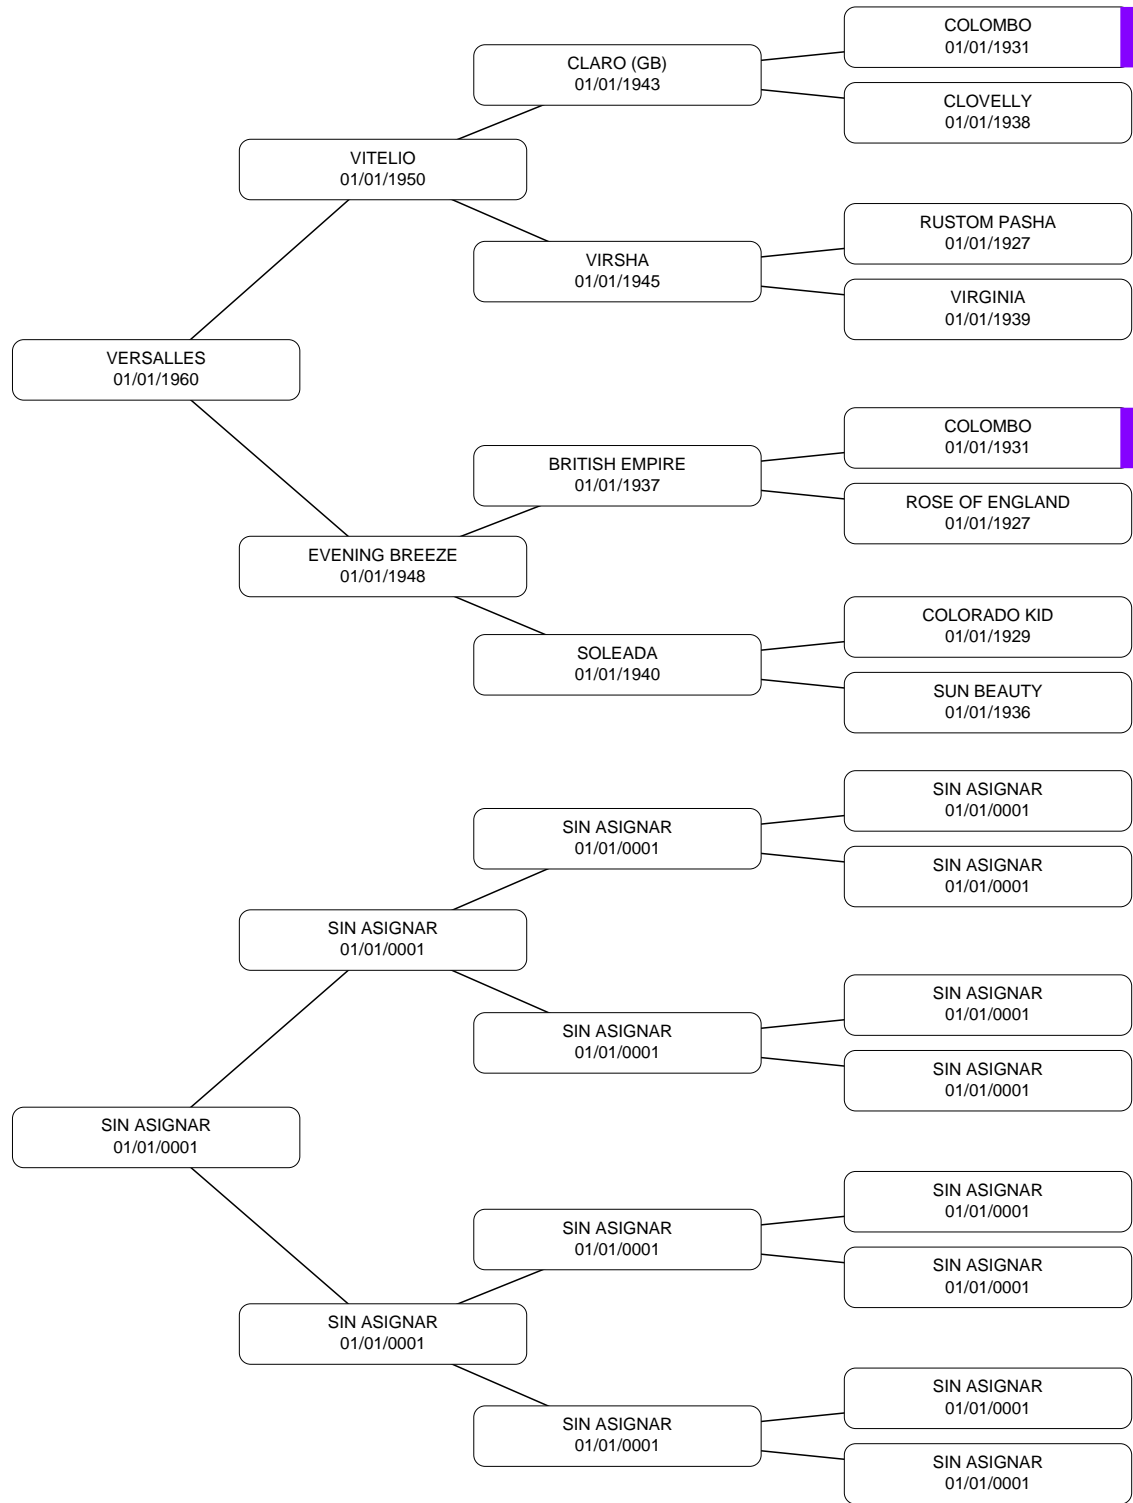 COLOMBO
01/01/1931
CLARO (GB)
01/01/1943
CLOVELLY
01/01/1938
VITELIO
01/01/1950
RUSTOM PASHA
01/01/1927
VIRSHA
01/01/1945
VIRGINIA
01/01/1939
VERSALLES
01/01/1960
COLOMBO
01/01/1931
BRITISH EMPIRE
01/01/1937
ROSE OF ENGLAND
01/01/1927
EVENING BREEZE
01/01/1948
COLORADO KID
01/01/1929
SOLEADA
01/01/1940
SUN BEAUTY
01/01/1936
SIN ASIGNAR
01/01/0001
SIN ASIGNAR
01/01/0001
SIN ASIGNAR
01/01/0001
SIN ASIGNAR
01/01/0001
SIN ASIGNAR
01/01/0001
SIN ASIGNAR
01/01/0001
SIN ASIGNAR
01/01/0001
SIN ASIGNAR
01/01/0001
SIN ASIGNAR
01/01/0001
SIN ASIGNAR
01/01/0001
SIN ASIGNAR
01/01/0001
SIN ASIGNAR
01/01/0001
SIN ASIGNAR
01/01/0001
SIN ASIGNAR
01/01/0001
SIN ASIGNAR
01/01/0001